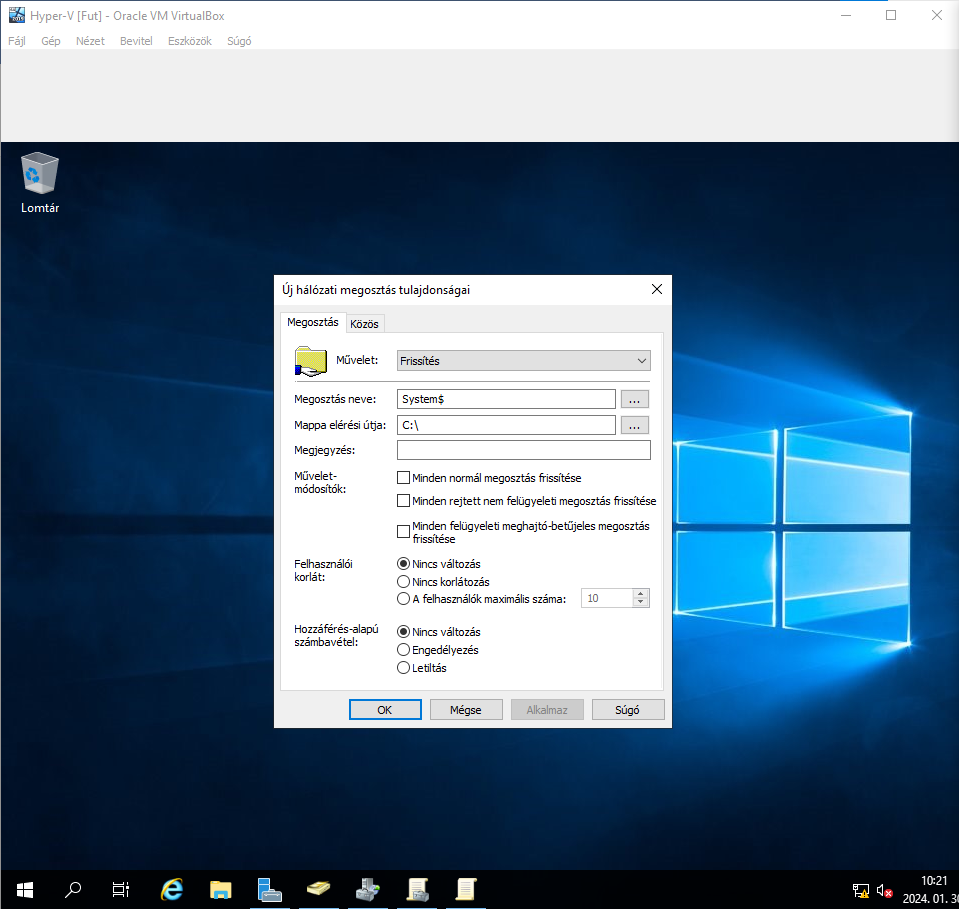 Hyper-V [Fut] - Oracle VM VirtualBox
Fájl Gép Nézet Bevitel Eszközök Súgó
Lomtár
Új hálózati megosztás tulajdonságai
Megosztás Közös
Művelet: Frissítés
Megosztás neve: System$ ...
Mappa elérési útja: C:\ ...
Megjegyzés:
Művelet-
módosítók:
Minden normál megosztás frissítése
Minden rejtett nem felügyeleti megosztás frissítése
Minden felügyeleti meghajtó-betűjeles megosztás
frissítése
Felhasználói
korlát:
Nincs változás
Nincs korlátozás
A felhasználók maximális száma: 10
Hozzáférés-alapú
számbavétel:
Nincs változás
Engedélyezés
Letiltás
OK Mégse Alkalmaz Súgó
10:21
2024. 01. 30